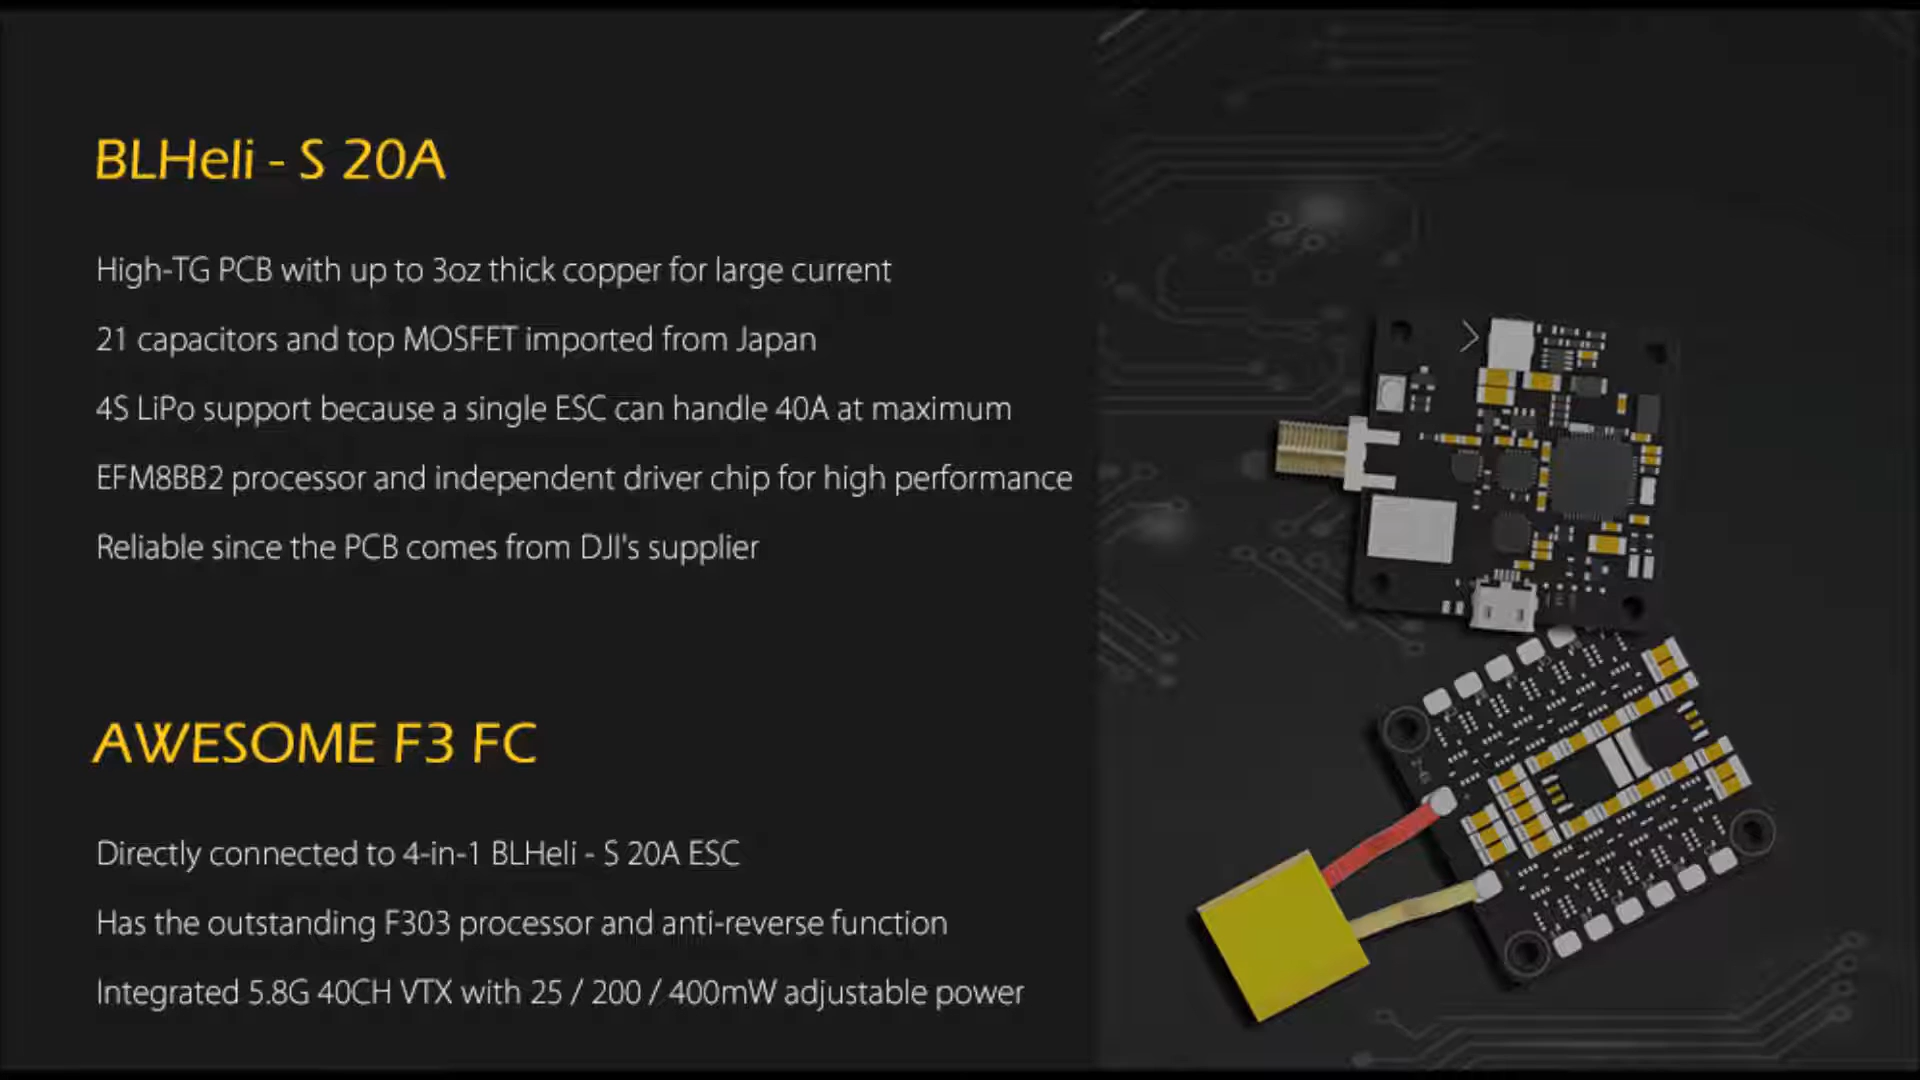 BLHeli - S 20A
High-TG PCB with up to 3oz thick copper for large current
21 capacitors and top MOSFET imported from Japan
4S LiPo support because a single ESC can handle 40A at maximum
EFM8BB2 processor and independent driver chip for high performance
Reliable since the PCB comes from DJI's supplier
AWESOME F3 FC
Directly connected to 4-in-1 BLHeli - S 20A ESC
Has the outstanding F303 processor and anti-reverse function
Integrated 5.8G 40CH VTX with 25 / 200 / 400mW adjustable power